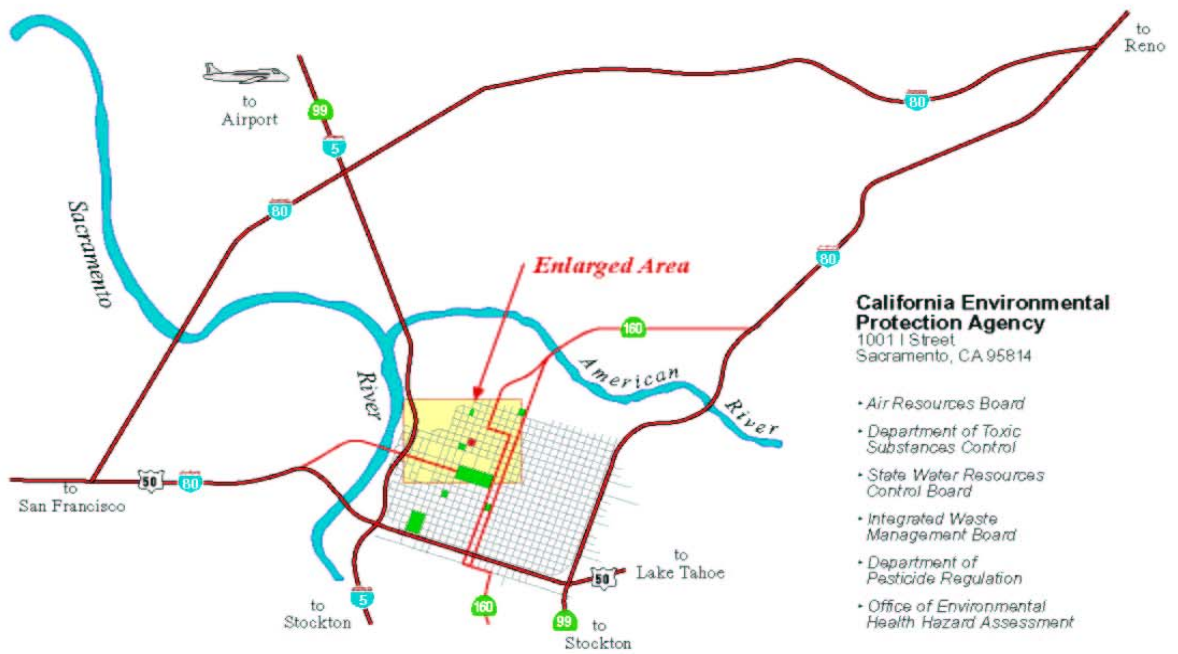 to
Reno
80
to
Airport
99
5
80
Sacramento
River
Enlarged Area
80
160
American
River
California Environmental
Protection Agency
1001 I Street
Sacramento, CA 95814
• Air Resources Board
• Department of Toxic
Substances Control
• State Water Resources
Control Board
• Integrated Waste
Management Board
• Department of
Pesticide Regulation
• Office of Environmental
Health Hazard Assessment
50
80
to
San Francisco
to
Lake Tahoe
50
5
to
Stockton
160
99
to
Stockton